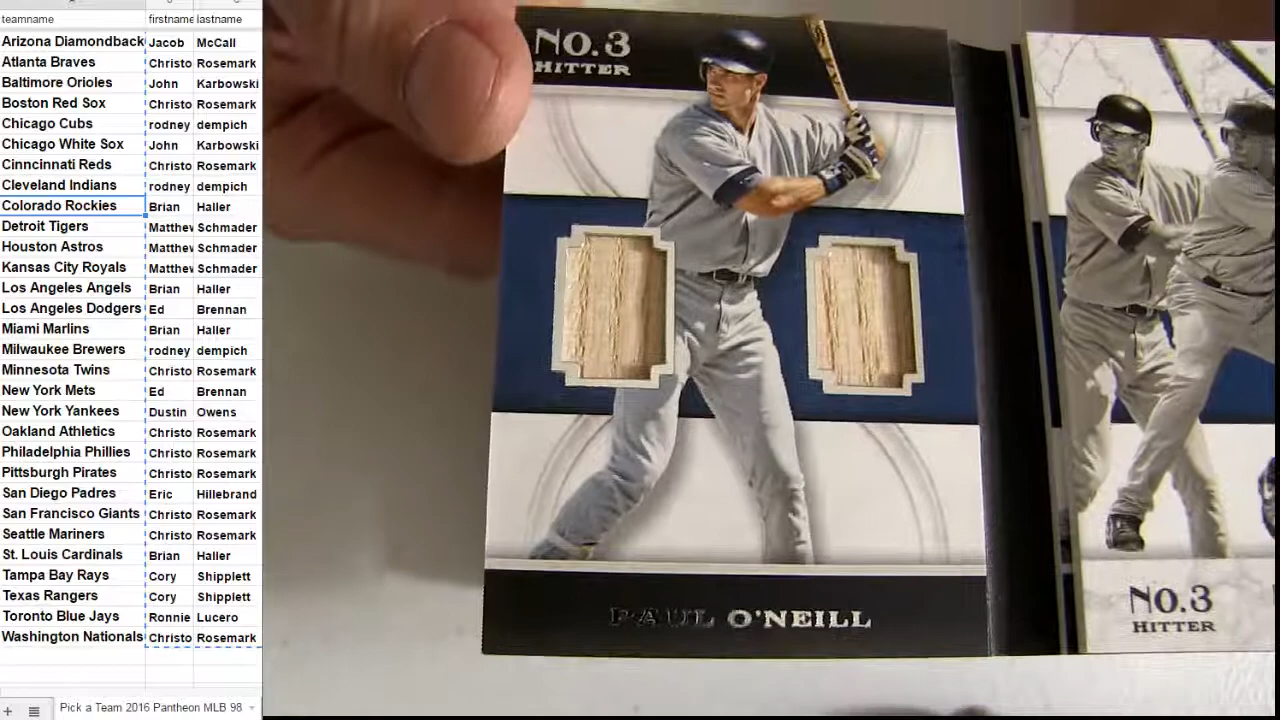 teamname firstname lastname
Arizona Diamondback Jacob McCall
Atlanta Braves Christo Rosemark
Baltimore Orioles John Karbowski
Boston Red Sox Christo Rosemark
Chicago Cubs rodney dempich
Chicago White Sox John Karbowski
Cinncinnati Reds Christo Rosemark
Cleveland Indians rodney dempich
Colorado Rockies Brian Haller
Detroit Tigers Matthew Schmader
Houston Astros Matthew Schmader
Kansas City Royals Matthew Schmader
Los Angeles Angels Brian Haller
Los Angeles Dodgers Ed Brennan
Miami Marlins Brian Haller
Milwaukee Brewers rodney dempich
Minnesota Twins Christo Rosemark
New York Mets Ed Brennan
New York Yankees Dustin Owens
Oakland Athletics Christo Rosemark
Philadelphia Phillies Christo Rosemark
Pittsburgh Pirates Christo Rosemark
San Diego Padres Eric Hillebrand
San Francisco Giants Christo Rosemark
Seattle Mariners Christo Rosemark
St. Louis Cardinals Brian Haller
Tampa Bay Rays Cory Shipplett
Texas Rangers Cory Shipplett
Toronto Blue Jays Ronnie Lucero
Washington Nationals Christo Rosemark
Pick a Team 2016 Pantheon MLB 98
NO.3
HITTER
PAUL O'NEILL
NO.3
HITTER